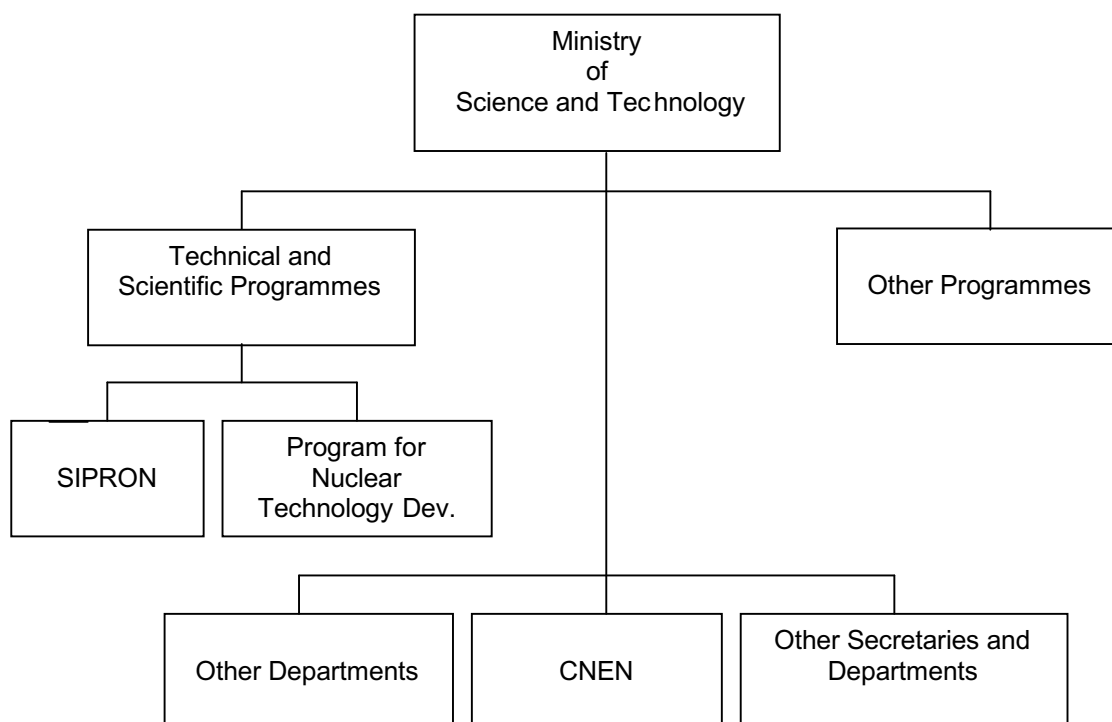 Ministry
of
Science and Technology
Technical and
Scientific Programmes
Other Programmes
SIPRON
Program for
Nuclear
Technology Dev.
Other Departments
CNEN
Other Secretaries and
Departments